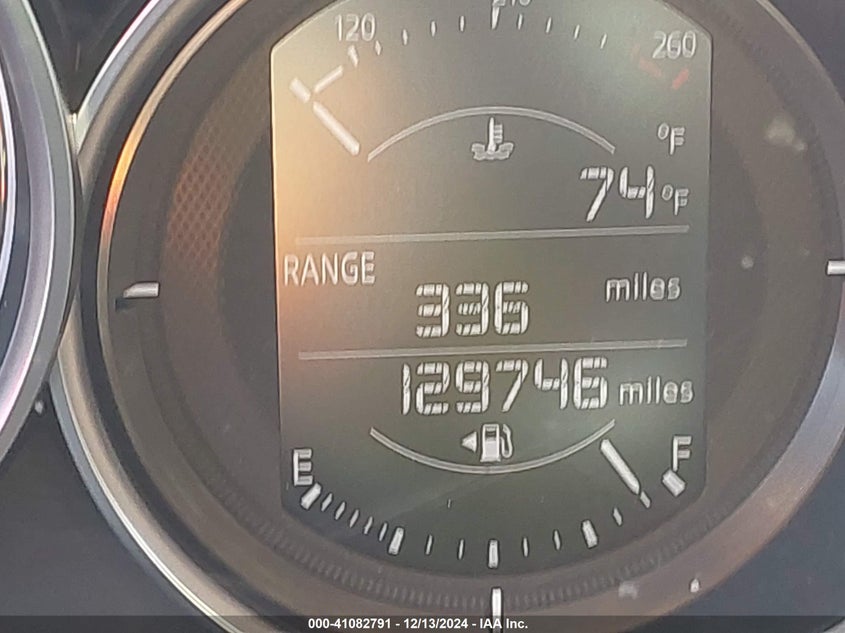 120 260
°F
74 °F
RANGE
336 miles
129746 miles
E F
000-41082791 - 12/13/2024 - IAA Inc.